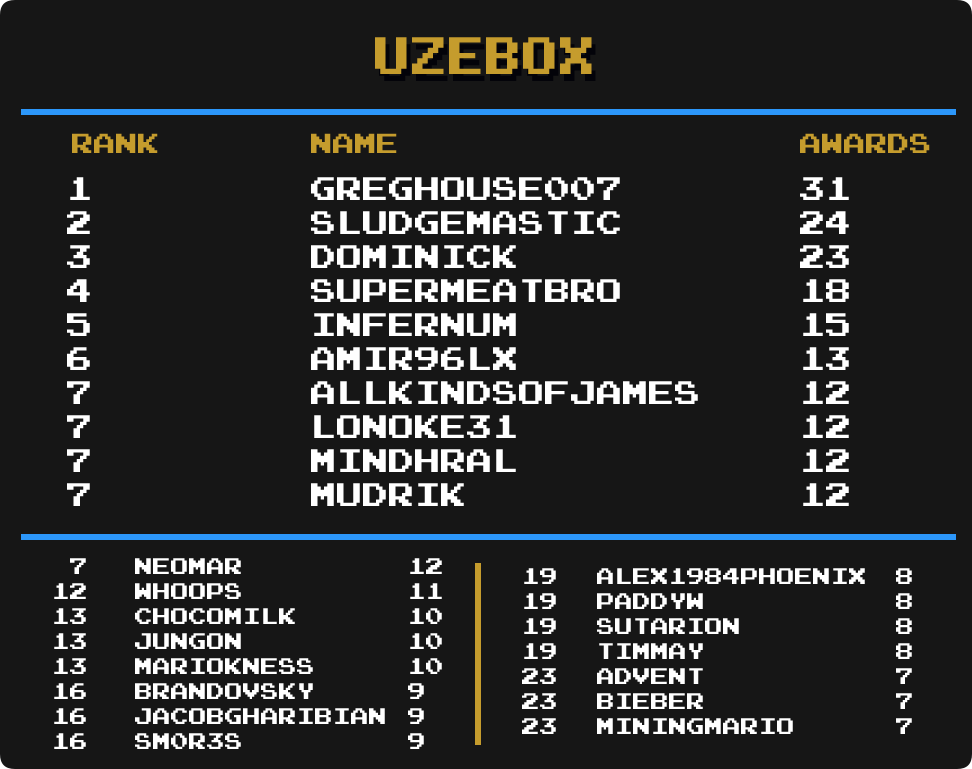 UZEBOX
RANK NAME AWARDS
1 GREGHOUSE007 31
2 SLUDGEMASTIC 24
3 DOMINICK 23
4 SUPERMEATBRO 18
5 INFERNUM 15
6 AMIR96LX 13
7 ALLKINDSOFJAMES 12
7 LONOKE31 12
7 MINDHRAL 12
7 MUDRIK 12
7 NEOMAR 12
12 WHOOPS 11
13 CHOCOMILK 10
13 JUNGON 10
13 MARIOKNESS 10
16 BRANDOVSKY 9
16 JACOBGHARIBIAN 9
16 SM0R3S 9
19 ALEX1984PHOENIX 8
19 PADDYW 8
19 SUTARION 8
19 TIMMAY 8
23 ADVENT 7
23 BIEBER 7
23 MININGMARIO 7